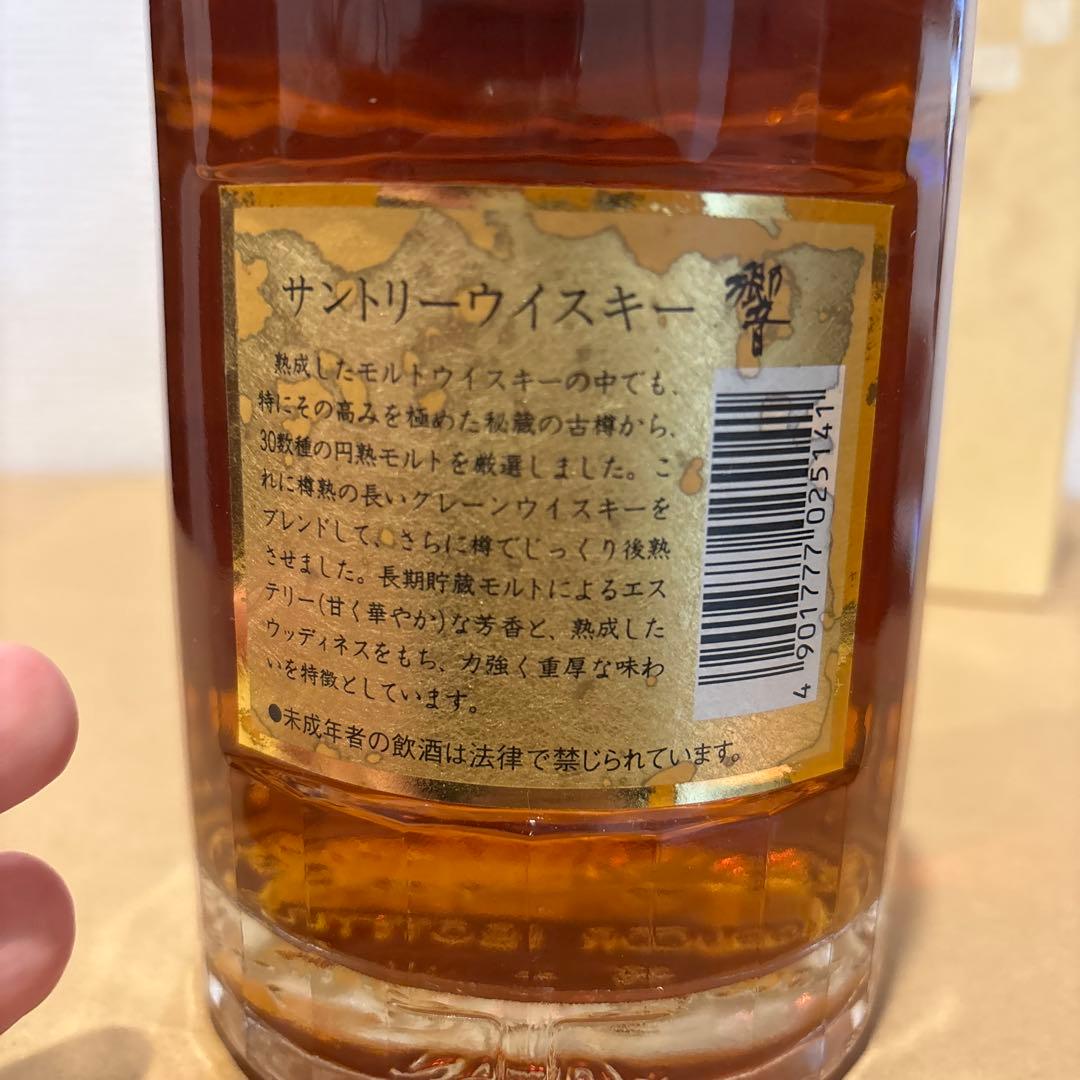 サントリーウイスキー 響
熟成したモルトウイスキーの中でも、
特にその高みを極めた秘蔵の古樽から、
30数種の円熟モルトを厳選しました。こ
れに樽熟の長いグレーンウイスキーを
ブレンドして、さらに樽でじっくり後熟
させました。長期貯蔵モルトによるエス
テリー(甘く華やか)な芳香と、熟成した
ウッディネスをもち、力強く重厚な味わ
いを特徴としています。
●未成年者の飲酒は法律で禁じられています。
4 901777 025141